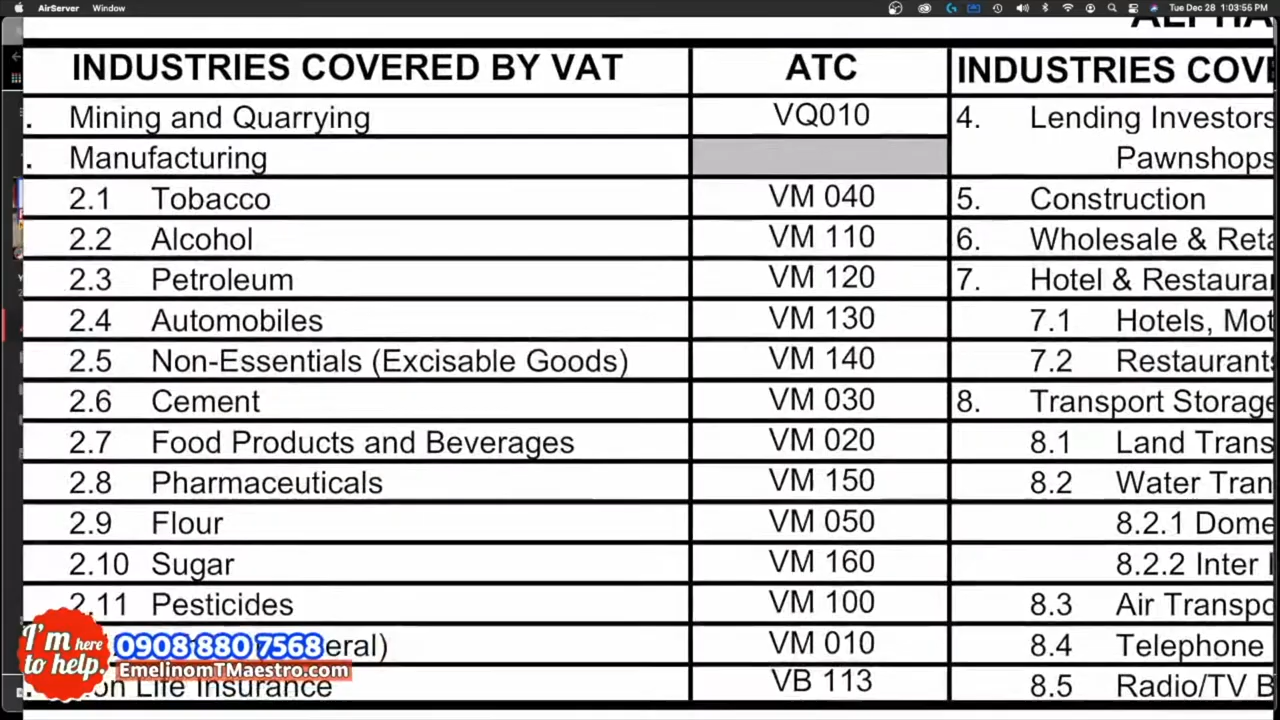 AirServer Window Tue Dec 28 1:03:55 PM
INDUSTRIES COVERED BY VAT ATC
. Mining and Quarrying VQ010
. Manufacturing
2.1 Tobacco VM 040
2.2 Alcohol VM 110
2.3 Petroleum VM 120
2.4 Automobiles VM 130
2.5 Non-Essentials (Excisable Goods) VM 140
2.6 Cement VM 030
2.7 Food Products and Beverages VM 020
2.8 Pharmaceuticals VM 150
2.9 Flour VM 050
2.10 Sugar VM 160
2.11 Pesticides VM 100
eral) VM 010
on Life Insurance VB 113
ALPHA
INDUSTRIES COVE
4. Lending Investors
Pawnshops
5. Construction
6. Wholesale & Reta
7. Hotel & Restauran
7.1 Hotels, Mot
7.2 Restaurants
8. Transport Storage
8.1 Land Trans
8.2 Water Tran
8.2.1 Dome
8.2.2 Inter
8.3 Air Transpo
8.4 Telephone
8.5 Radio/TV B
I'm here
to help.
0908 880 7568
EmelinomTMaestro.com